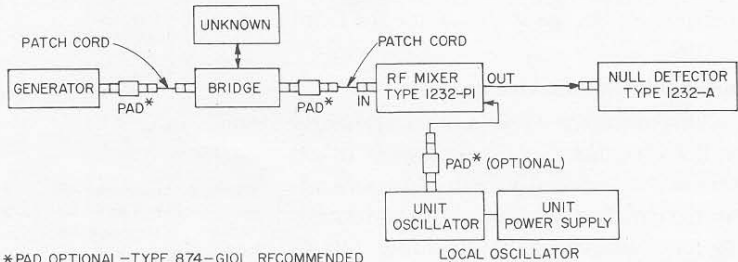 UNKNOWN
PATCH CORD
PATCH CORD
GENERATOR
PAD*
BRIDGE
PAD*
IN
RF MIXER
TYPE 1232-P1
OUT
NULL DETECTOR
TYPE 1232-A
PAD* (OPTIONAL)
UNIT
OSCILLATOR
UNIT
POWER SUPPLY
LOCAL OSCILLATOR
*PAD OPTIONAL-TYPE 874-G10L RECOMMENDED